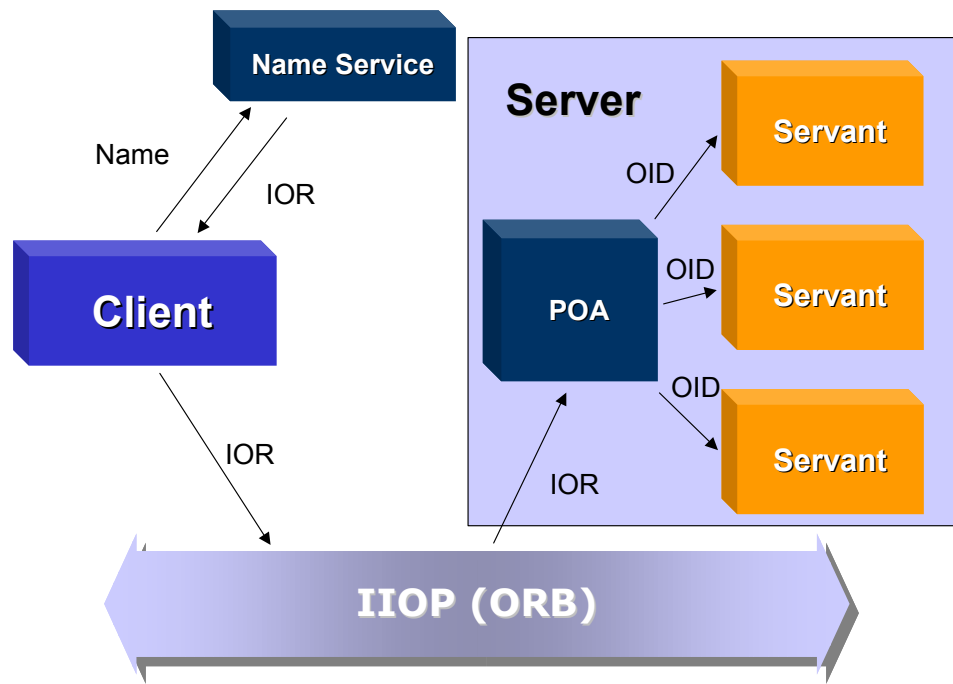 Name Service
Server
Servant
Name
IOR
OID
Client
POA
OID
Servant
OID
Servant
IOR
IOR
IIOP (ORB)